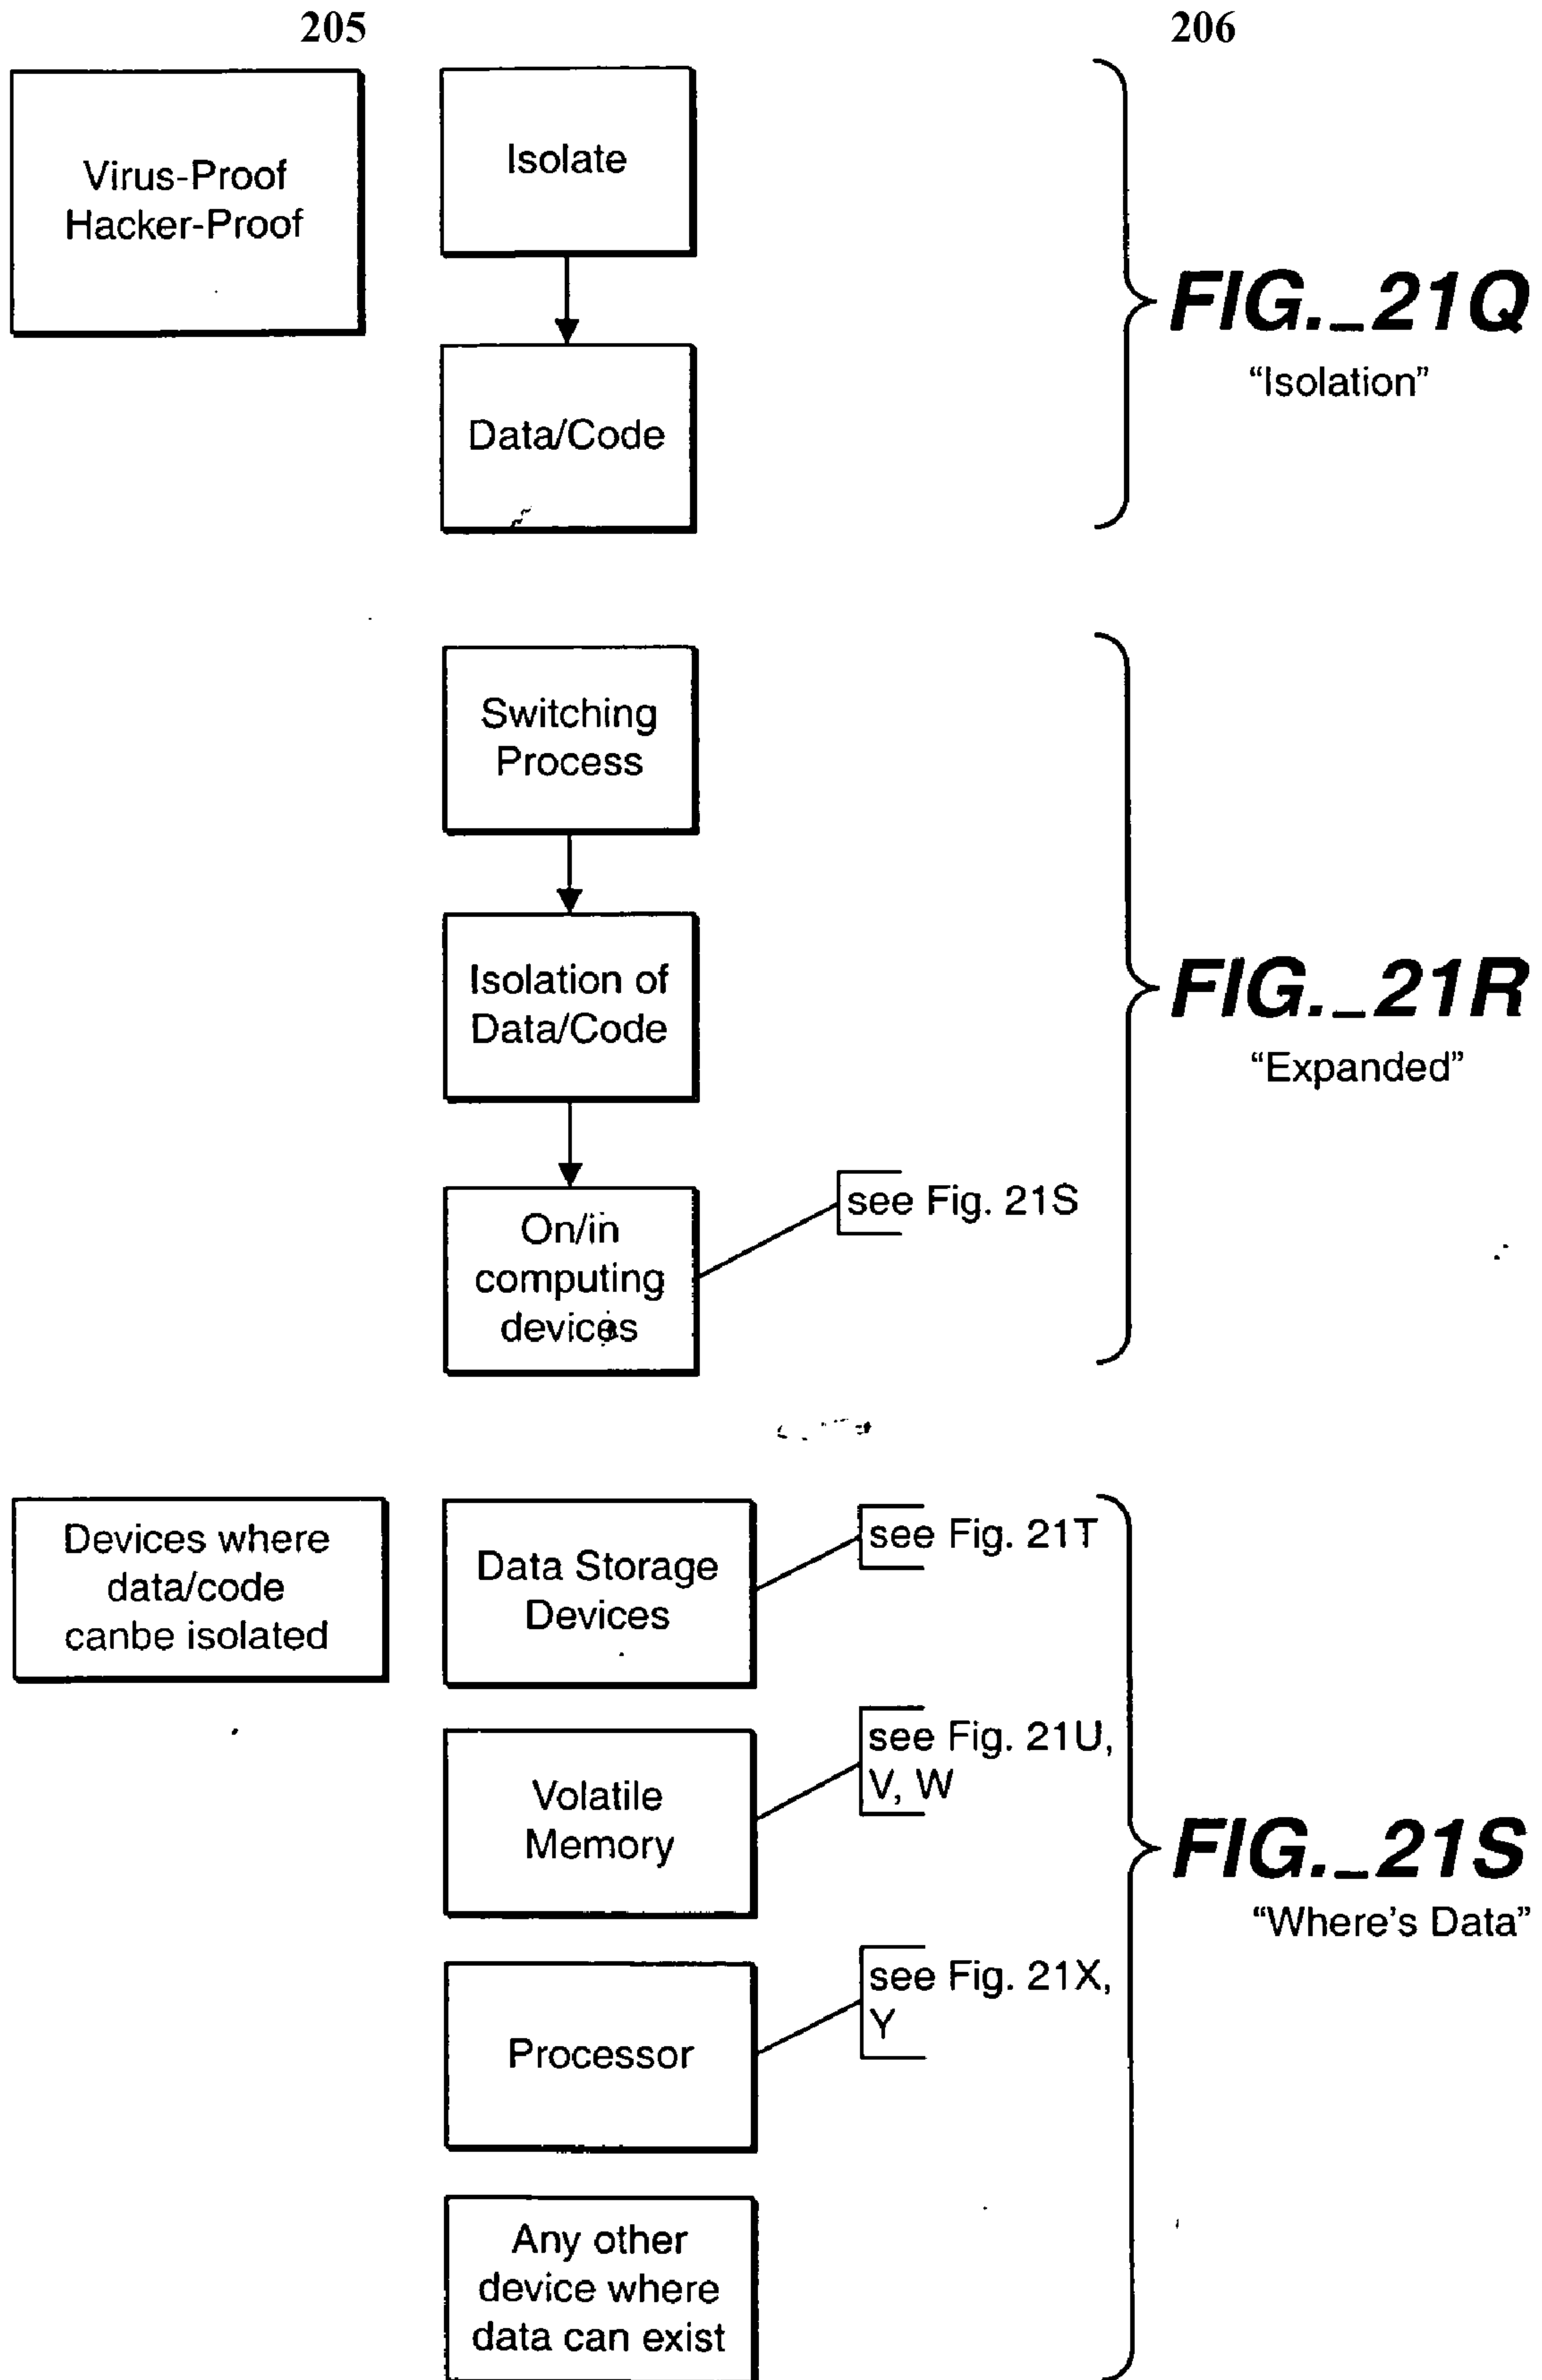 205
206
Virus-Proof
Hacker-Proof
Isolate
Data/Code
FIG._21Q
“Isolation”
Switching
Process
Isolation of
Data/Code
On/in
computing
devices
see Fig. 21S
FIG._21R
“Expanded”
Devices where
data/code
canbe isolated
Data Storage
Devices
see Fig. 21T
Volatile
Memory
see Fig. 21U,
V, W
Processor
see Fig. 21X,
Y
Any other
device where
data can exist
FIG._21S
“Where's Data”